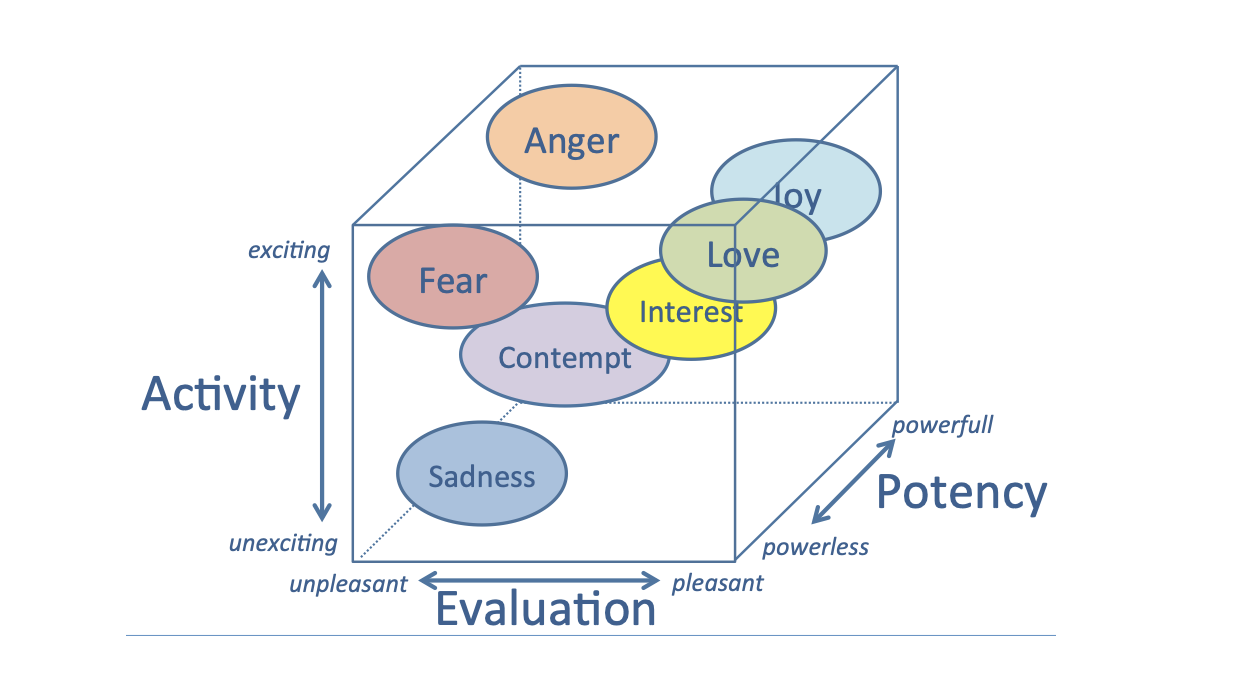 Anger
Joy
Love
exciting
Fear
Interest
Contempt
Activity
powerfull
Sadness
Potency
unexciting
powerless
unpleasant
pleasant
Evaluation